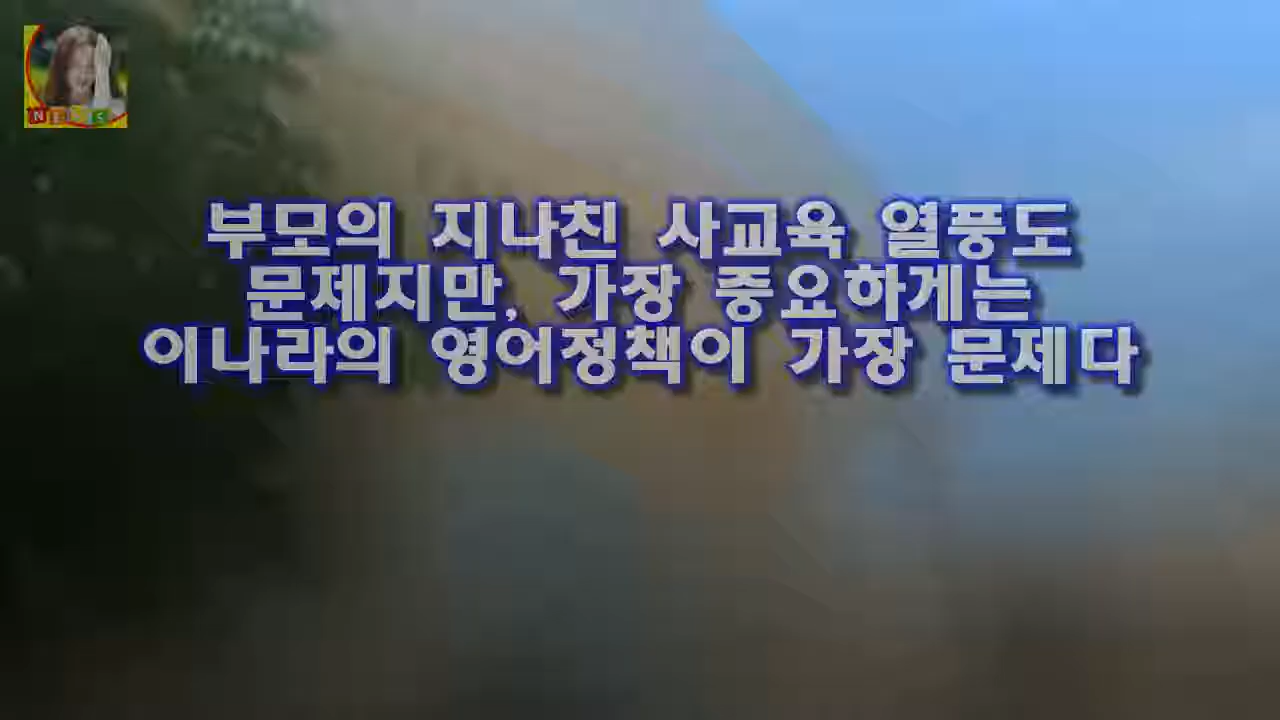 부모의 지나친 사교육 열풍도
문제지만, 가장 중요하게는
이나라의 영어정책이 가장 문제다